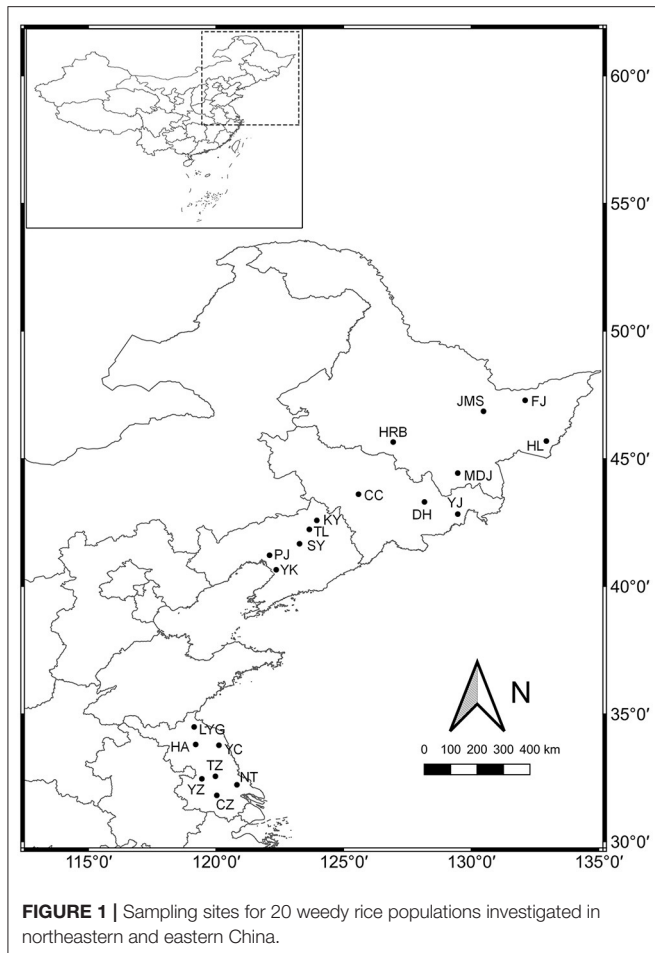 60°0′
55°0′
50°0′
JMS
FJ
HRB
HL
45°0′
MDJ
CC
YJ
DH
KY
TL
SY
PJ
YK
40°0′
N
35°0′
LYG
0 100 200 300 400 km
HA
YC
TZ
NT
YZ
CZ
30°0′
115°0′ 120°0′ 125°0′ 130°0′ 135°0′
FIGURE 1 | Sampling sites for 20 weedy rice populations investigated in
northeastern and eastern China.